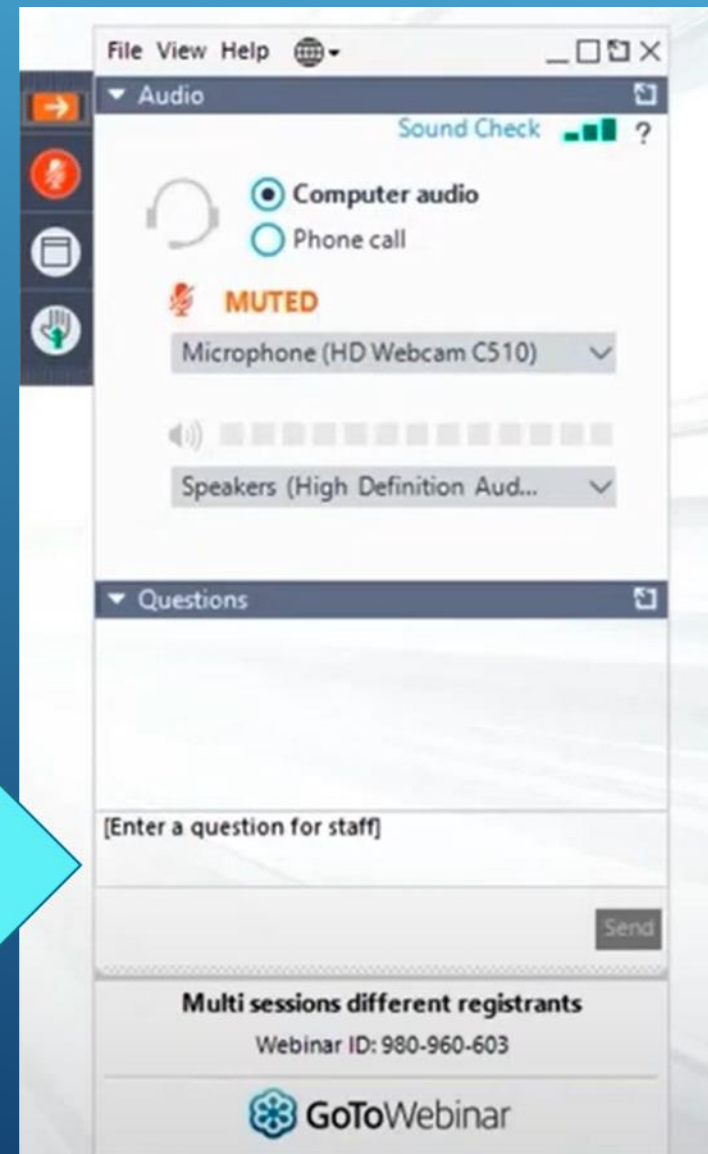 File View Help
Audio
Sound Check ?
Computer audio
Phone call
MUTED
Microphone (HD Webcam C510)
Speakers (High Definition Aud...
Questions
[Enter a question for staff]
Send
Multi sessions different registrants
Webinar ID: 980-960-603
GoToWebinar